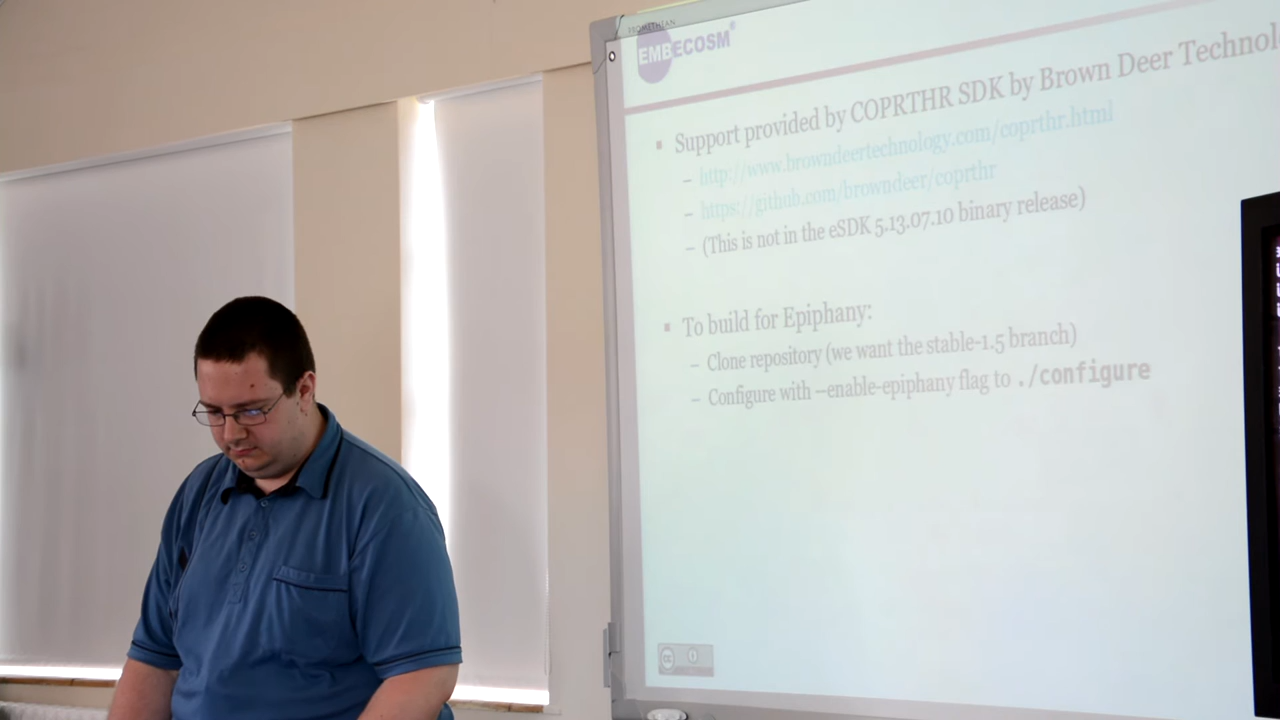 PROMETHEAN
EMBECOSM®
Support provided by COPRTHR SDK by Brown Deer Technol
– http://www.browndeertechnology.com/coprthr.html
– https://github.com/browndeer/coprthr
– (This is not in the eSDK 5.13.07.10 binary release)
To build for Epiphany:
– Clone repository (we want the stable-1.5 branch)
– Configure with –enable-epiphany flag to ./configure
cc